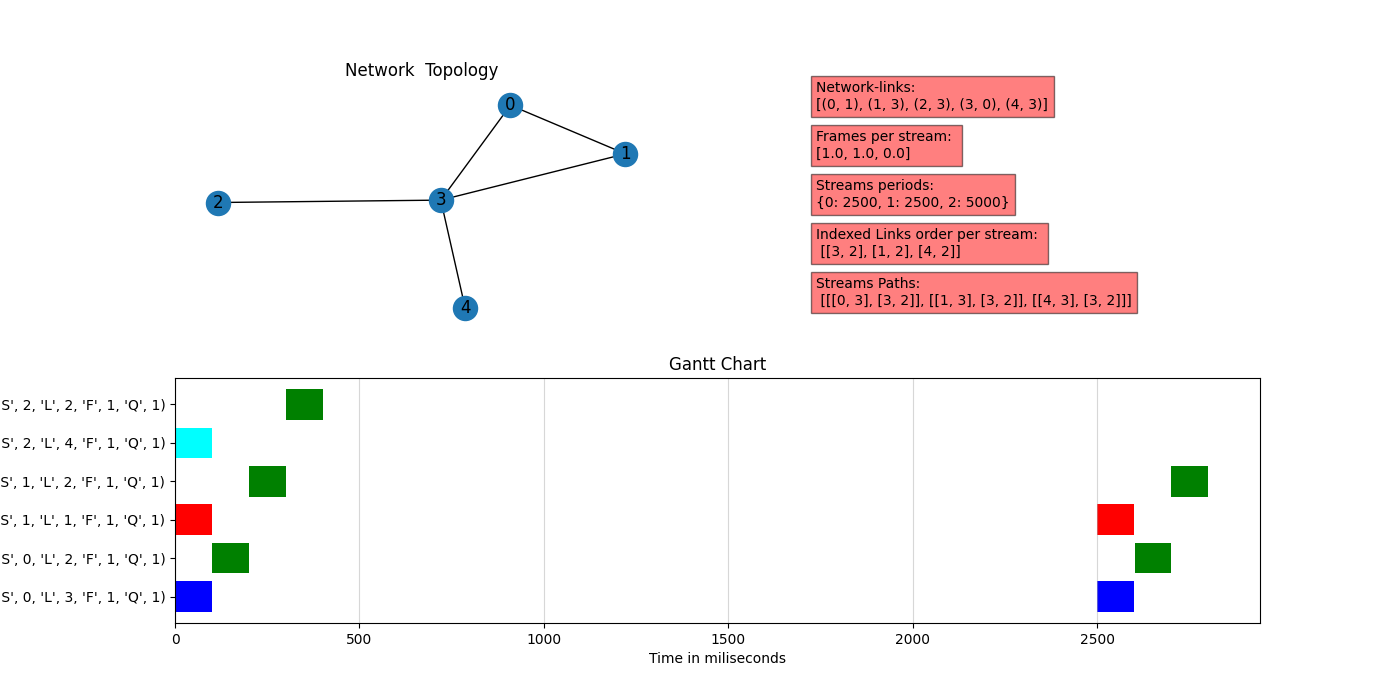 Network  Topology
0
1
2
3
4
Network-links:
[(0, 1), (1, 3), (2, 3), (3, 0), (4, 3)]
Frames per stream:
[1.0, 1.0, 0.0]
Streams periods:
{0: 2500, 1: 2500, 2: 5000}
Indexed Links order per stream:
[[3, 2], [1, 2], [4, 2]]
Streams Paths:
[[[0, 3], [3, 2]], [[1, 3], [3, 2]], [[4, 3], [3, 2]]]
Gantt Chart
S', 2, 'L', 2, 'F', 1, 'Q', 1)
S', 2, 'L', 4, 'F', 1, 'Q', 1)
S', 1, 'L', 2, 'F', 1, 'Q', 1)
S', 1, 'L', 1, 'F', 1, 'Q', 1)
S', 0, 'L', 2, 'F', 1, 'Q', 1)
S', 0, 'L', 3, 'F', 1, 'Q', 1)
0 500 1000 1500 2000 2500
Time in miliseconds